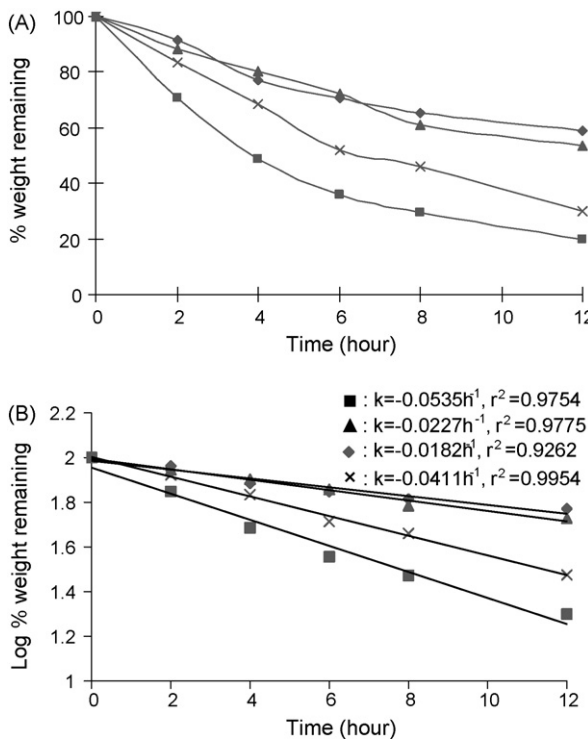 (A)
% weight remaining
100
80
60
40
20
0
0 2 4 6 8 10 12
Time (hour)
(B)
■ : k=-0.0535h⁻¹, r²=0.9754
▲ : k=-0.0227h⁻¹, r²=0.9775
◆ : k=-0.0182h⁻¹, r²=0.9262
× : k=-0.0411h⁻¹, r²=0.9954
Log % weight remaining
2.2
2
1.8
1.6
1.4
1.2
1
0 2 4 6 8 10 12
Time (hour)